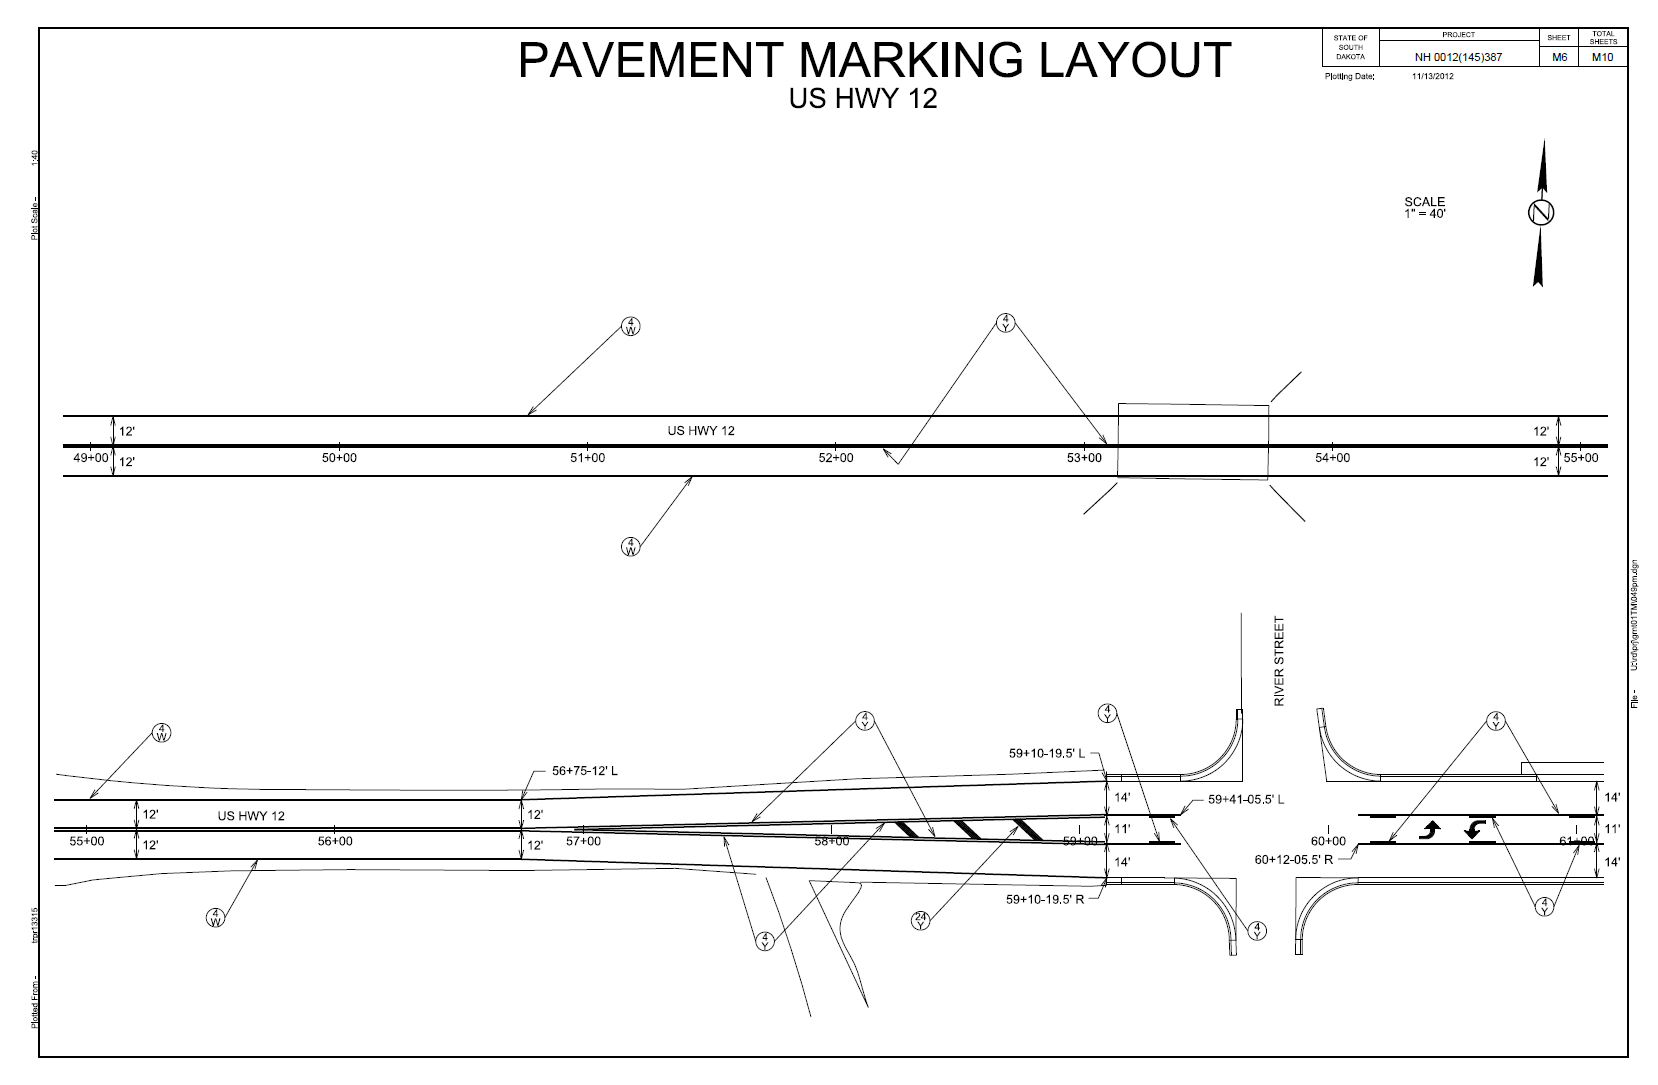 PAVEMENT MARKING LAYOUT
US HWY 12
STATE OF
SOUTH
DAKOTA
PROJECT
NH 0012(145)387
SHEET
M6
TOTAL
SHEETS
M10
Plotting Date: 11/13/2012
Plot Scale - 1:40
SCALE
1" = 40'
N
4
W
4
Y
12' US HWY 12 12'
49+00 12' 50+00 51+00 52+00 53+00 54+00 12' 55+00
4
W
RIVER STREET
4
W
4
Y
4
Y
4
Y
59+10-19.5' L
56+75-12' L
14' 59+41-05.5' L 14'
12' US HWY 12 12'
11' 11'
55+00 12' 56+00 12' 57+00 58+00 59+00 60+00 61+00
14' 60+12-05.5' R 14'
59+10-19.5' R
4
W
4
Y
24
Y
4
Y
4
Y
Plotted From - trpr13315